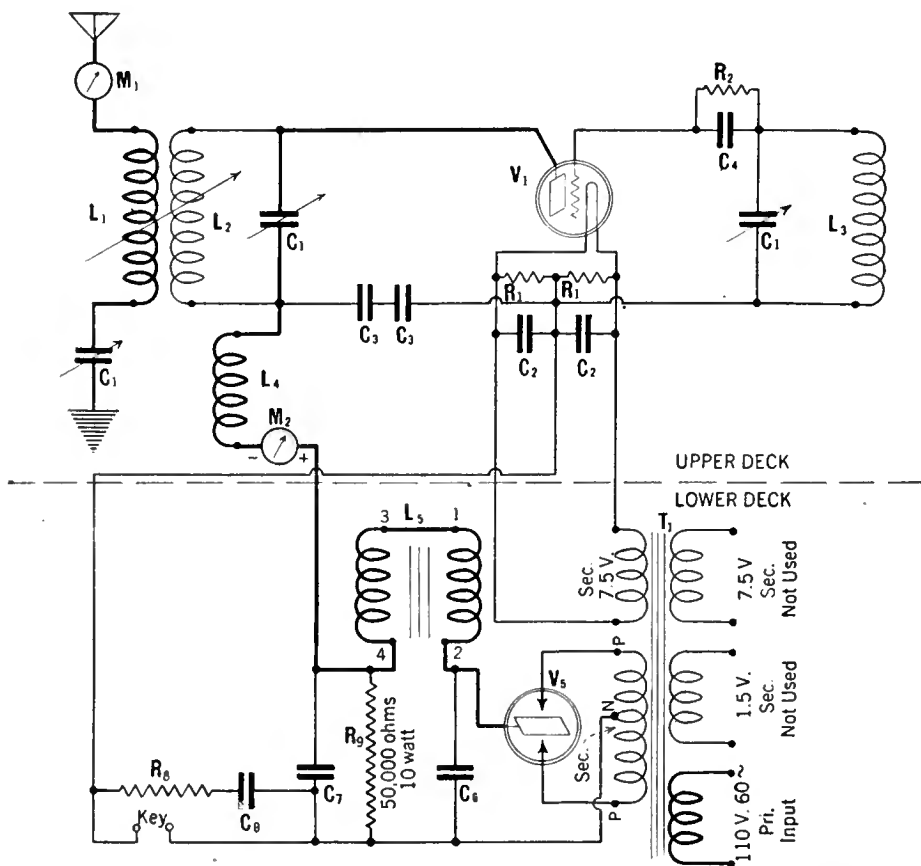 M₁
R₂
C₄
V₁
L₁
L₂
C₁
C₁
L₃
R₁
R₁
C₃
C₃
C₂
C₂
C₁
L₄
M₂
- +
UPPER DECK
LOWER DECK
3 L₅ 1
T₁
Sec.
7.5 V.
7.5 V
Sec.
Not Used
4
2
P
V₅
N
Sec.
P
1.5 V.
Sec.
Not Used
R₉
50,000 ohms
10 watt
R₈
C₈
C₇
C₆
Key
110 V. 60 ~
Pri.
Input